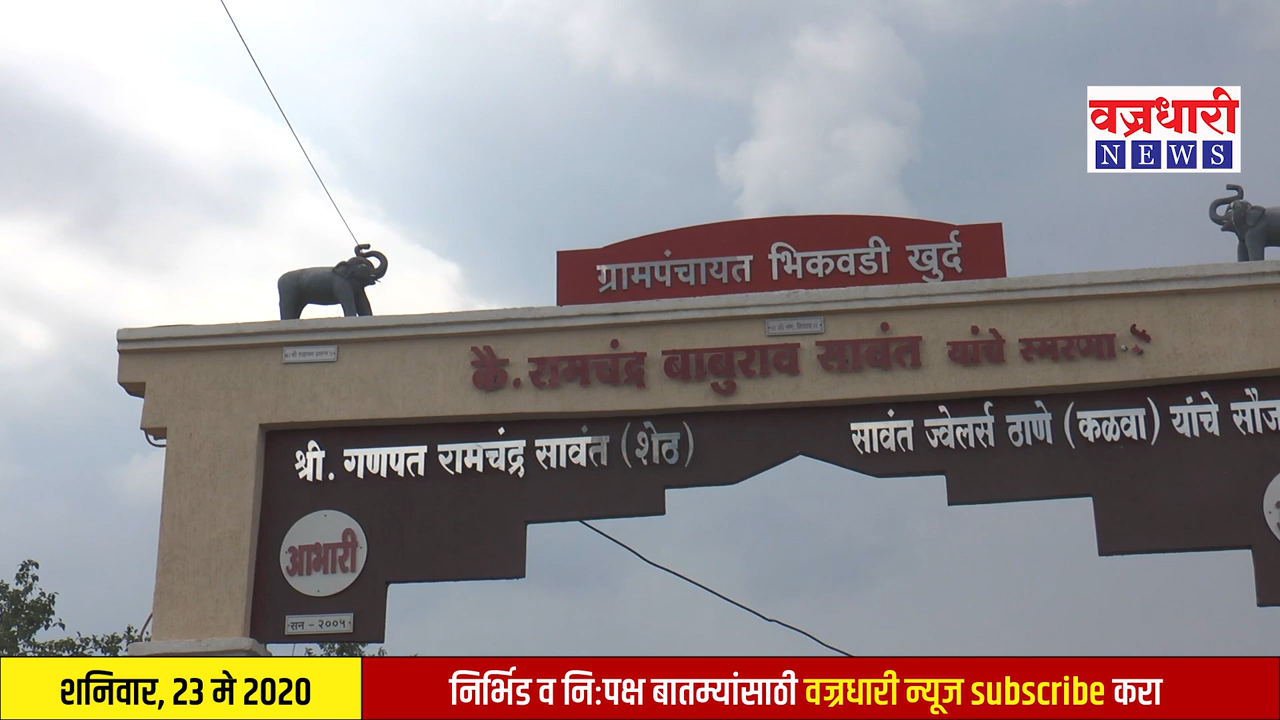 वज्रधारी
NEWS
ग्रामपंचायत भिकवडी खुर्द
कै. रामचंद्र बाबुराव सावंत यांचे स्मरणा
श्री. गणपत रामचंद्र सावंत (शेठ)
सावंत ज्वेलर्स ठाणे (कळवा) यांचे सौज
आभारी
सन - २००५
शनिवार, 23 मे 2020
निर्भिड व नि:पक्ष बातम्यांसाठी वज्रधारी न्यूज subscribe करा